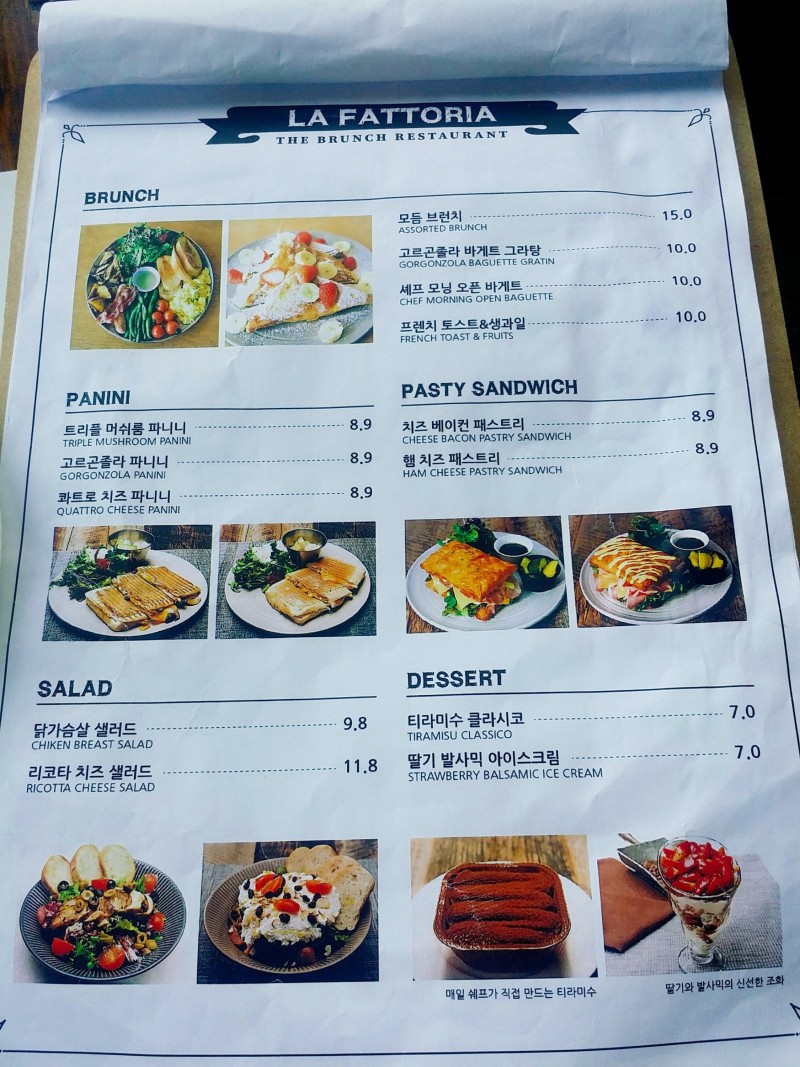 LA FATTORIA
THE BRUNCH RESTAURANT
BRUNCH
모듬 브런치 15.0
ASSORTED BRUNCH
고르곤졸라 바게트 그라탕 10.0
GORGONZOLA BAGUETTE GRATIN
셰프 모닝 오픈 바게트 10.0
CHEF MORNING OPEN BAGUETTE
프렌치 토스트&생과일 10.0
FRENCH TOAST & FRUITS
PANINI
트리플 머쉬룸 파니니 8.9
TRIPLE MUSHROOM PANINI
고르곤졸라 파니니 8.9
GORGONZOLA PANINI
콰트로 치즈 파니니 8.9
QUATTRO CHEESE PANINI
PASTY SANDWICH
치즈 베이컨 패스트리 8.9
CHEESE BACON PASTRY SANDWICH
햄 치즈 패스트리 8.9
HAM CHEESE PASTRY SANDWICH
SALAD
닭가슴살 샐러드 9.8
CHIKEN BREAST SALAD
리코타 치즈 샐러드 11.8
RICOTTA CHEESE SALAD
DESSERT
티라미수 클라시코 7.0
TIRAMISU CLASSICO
딸기 발사믹 아이스크림 7.0
STRAWBERRY BALSAMIC ICE CREAM
매일 쉐프가 직접 만드는 티라미수
딸기와 발사믹의 신선한 조화